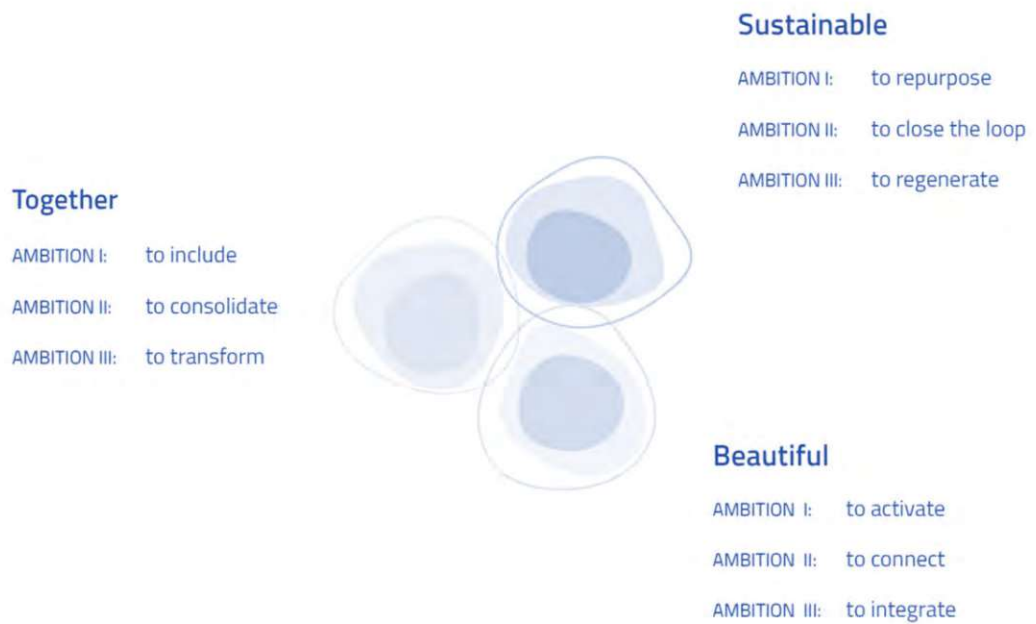 Sustainable
AMBITION I: to repurpose
AMBITION II: to close the loop
AMBITION III: to regenerate
Together
AMBITION I: to include
AMBITION II: to consolidate
AMBITION III: to transform
Beautiful
AMBITION I: to activate
AMBITION II: to connect
AMBITION III: to integrate